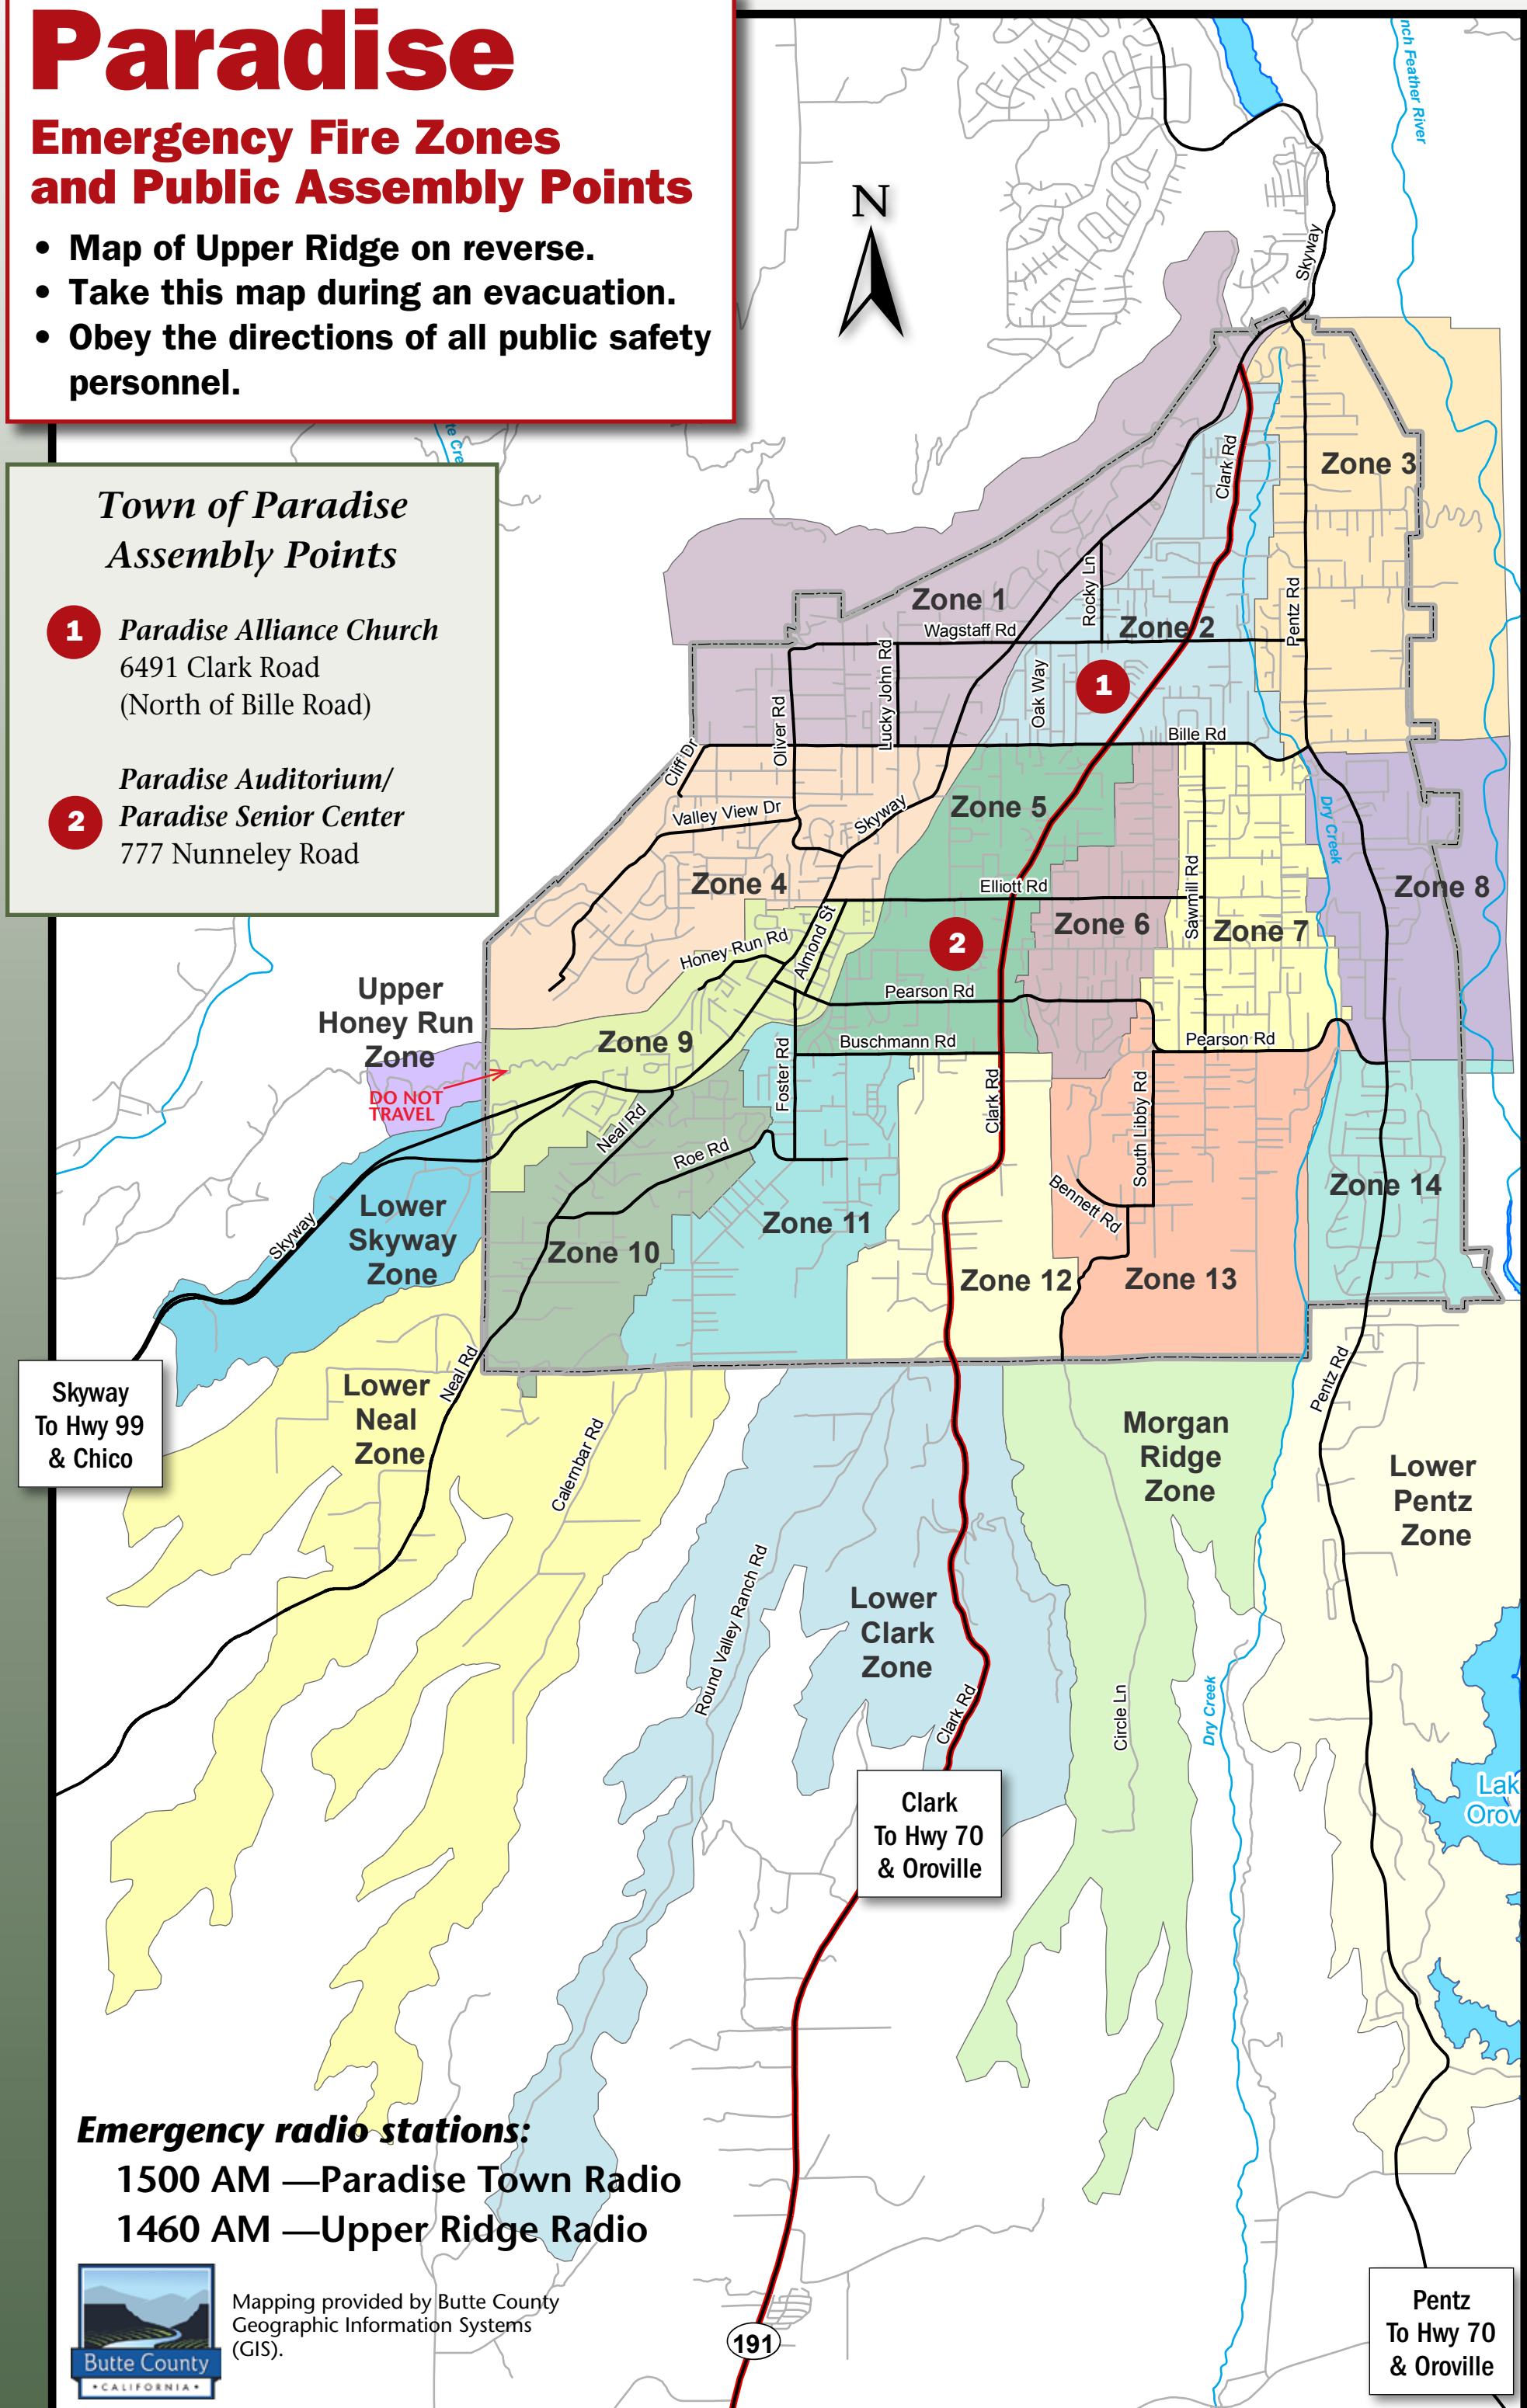 Paradise
Emergency Fire Zones
and Public Assembly Points
• Map of Upper Ridge on reverse.
• Take this map during an evacuation.
• Obey the directions of all public safety
personnel.
Town of Paradise
Assembly Points
1 Paradise Alliance Church
6491 Clark Road
(North of Bille Road)
2 Paradise Auditorium/
Paradise Senior Center
777 Nunneley Road
N
Feather River
Skyway
Clark Rd
Zone 3
Zone 1
Rocky Ln
Pentz Rd
Wagstaff Rd
Zone 2
Lucky John Rd
Oak Way
1
Oliver Rd
Cliff Dr
Bille Rd
Valley View Dr
Skyway
Zone 5
Dry Creek
Zone 4
Elliott Rd
Sawmill Rd
Zone 8
Almond St
Honey Run Rd
2
Zone 6
Zone 7
Upper
Honey Run
Zone
Pearson Rd
Zone 9
Buschmann Rd
Pearson Rd
DO NOT
TRAVEL
Foster Rd
Clark Rd
South Libby Rd
Neal Rd
Roe Rd
Bennett Rd
Zone 14
Lower
Skyway
Zone
Skyway
Zone 11
Zone 10
Zone 12
Zone 13
Skyway
To Hwy 99
& Chico
Neal Rd
Lower
Neal
Zone
Pentz Rd
Calernbar Rd
Morgan
Ridge
Zone
Lower
Pentz
Zone
Round Valley Ranch Rd
Lower
Clark
Zone
Clark Rd
Circle Ln
Dry Creek
Clark
To Hwy 70
& Oroville
Emergency radio stations:
1500 AM —Paradise Town Radio
1460 AM —Upper Ridge Radio
Butte County
•CALIFORNIA•
Mapping provided by Butte County
Geographic Information Systems
(GIS).
191
Pentz
To Hwy 70
& Oroville